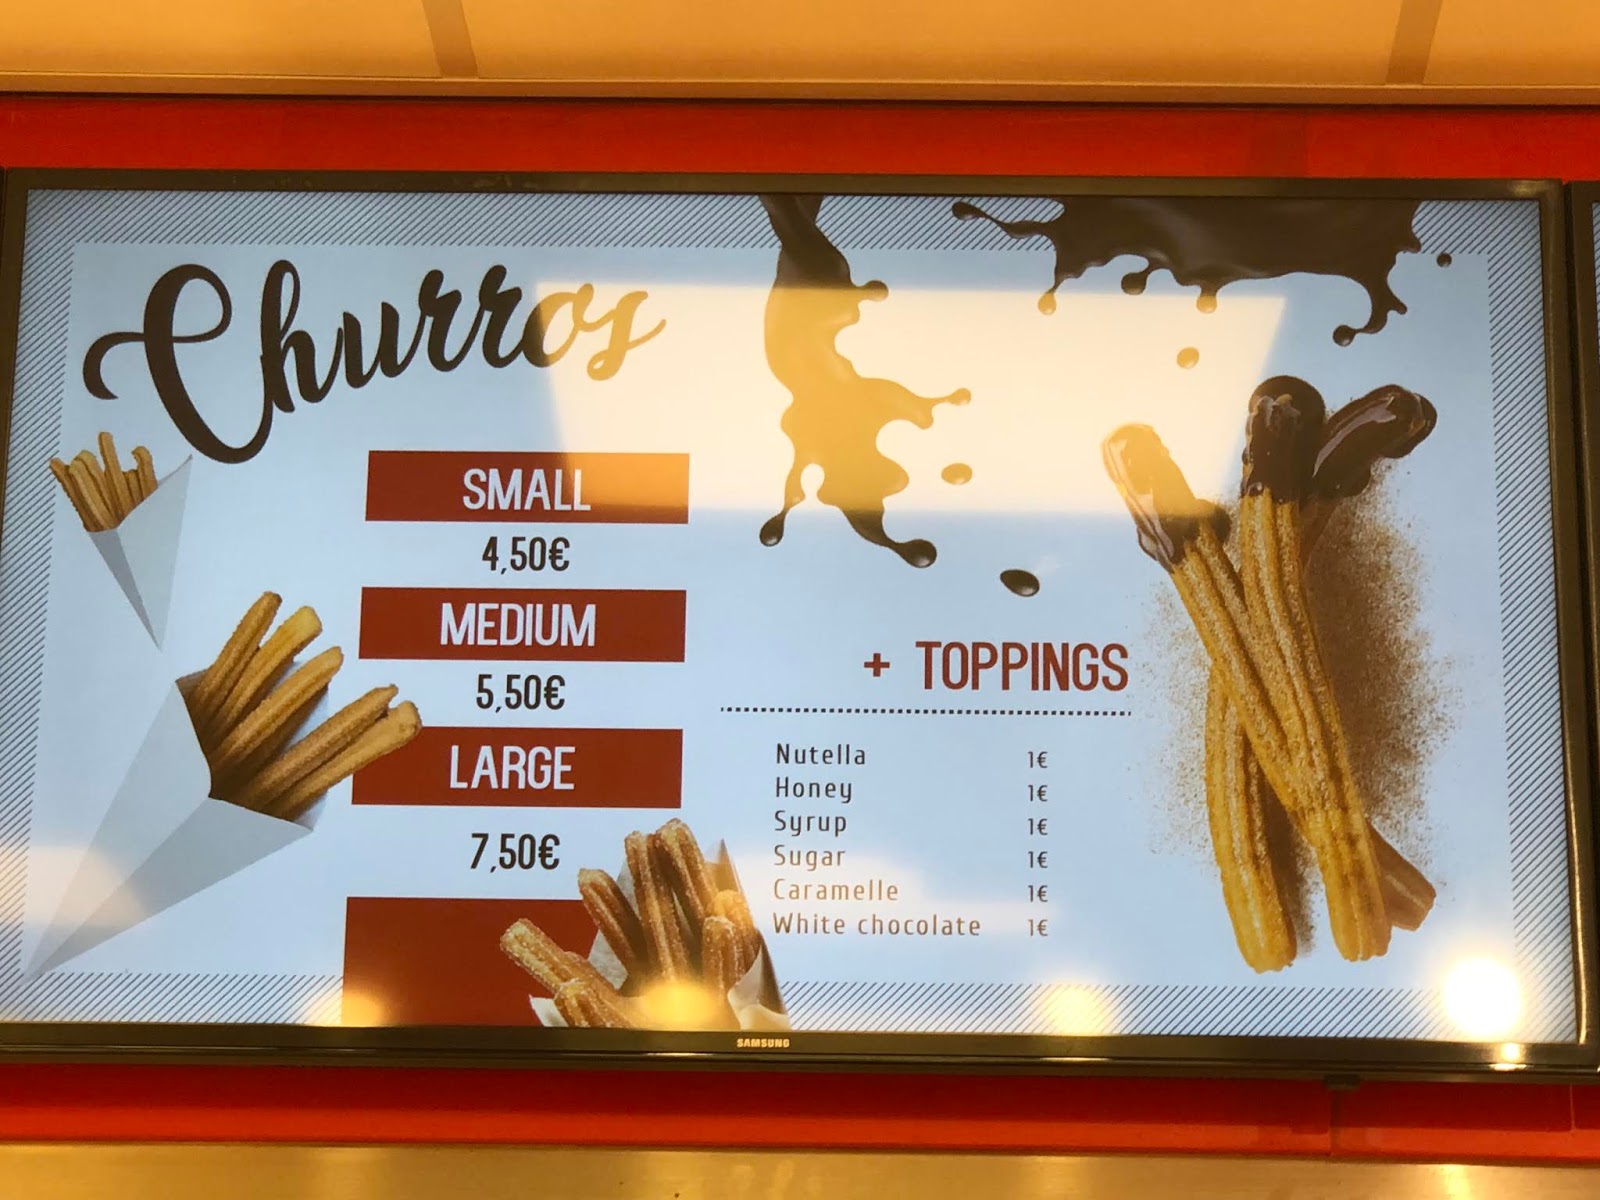 Churros
SMALL
4,50€
MEDIUM
5,50€
LARGE
7,50€
+ TOPPINGS
Nutella 1€
Honey 1€
Syrup 1€
Sugar 1€
Caramelle 1€
White chocolate 1€
SAMSUNG